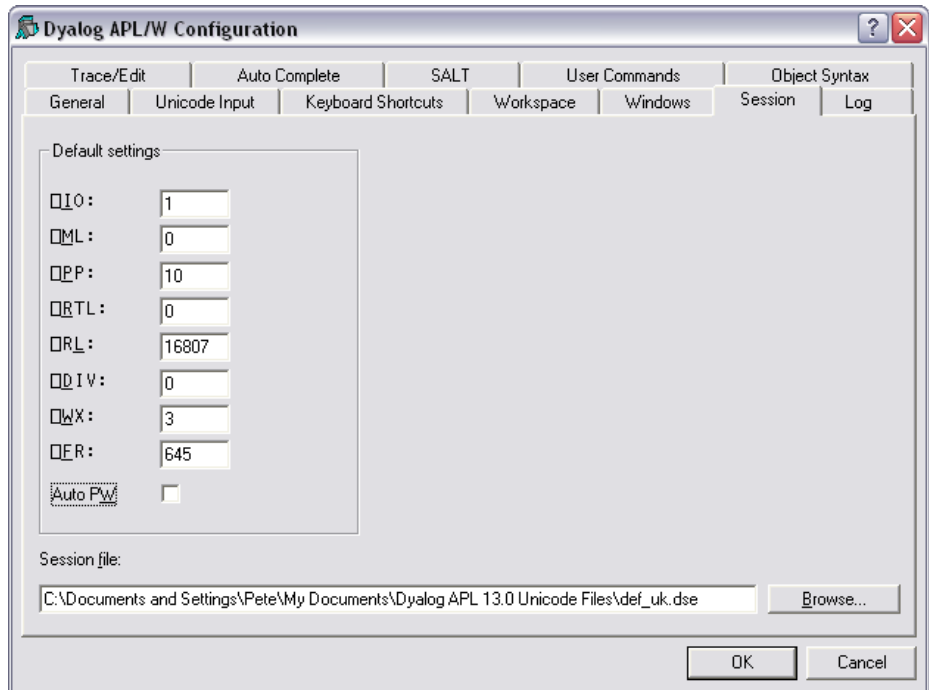 Dyalog APL/W Configuration
Trace/Edit Auto Complete SALT User Commands Object Syntax
General Unicode Input Keyboard Shortcuts Workspace Windows Session Log
Default settings
⎕IO: 1
⎕ML: 0
⎕PP: 10
⎕RTL: 0
⎕RL: 16807
⎕DIV: 0
⎕WX: 3
⎕FR: 645
Auto PW
Session file:
C:\Documents and Settings\Pete\My Documents\Dyalog APL 13.0 Unicode Files\def_uk.dse Browse...
OK Cancel